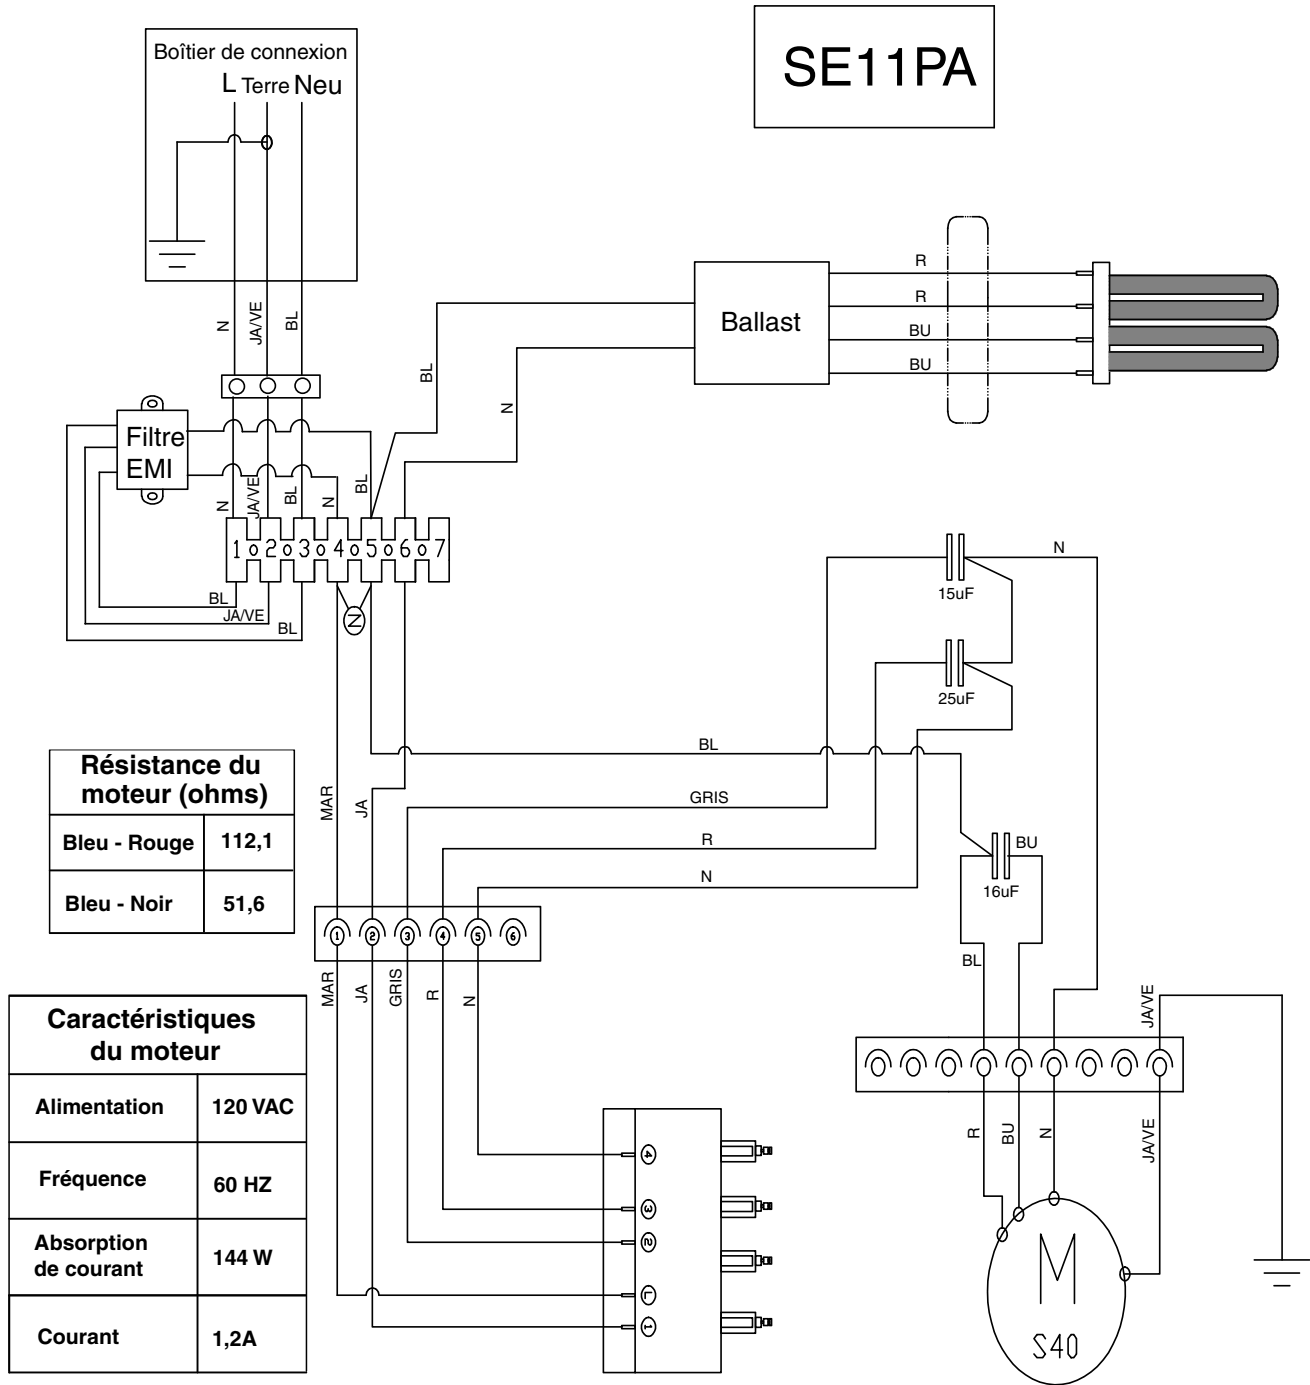 Boîtier de connexion
L Terre Neu
SE11PA
N
JA/VE
BL
BL
N
Ballast
R
R
BU
BU
Filtre
EMI
N
JA/VE
BL
N
BL
1 2 3 4 5 6 7
BL
JA/VE
BL
N
15uF
N
25uF
BL
GRIS
R
N
MAR
JA
BU
16uF
BL
Résistance du
moteur (ohms)
Bleu - Rouge 112,1
Bleu - Noir 51,6
1 2 3 4 5 6
MAR
JA
GRIS
R
N
JA/VE
Caractéristiques
du moteur
Alimentation 120 VAC
Fréquence 60 HZ
Absorption
de courant 144 W
Courant 1,2A
4
3
2
L
1
R
BU
N
JA/VE
M
S40